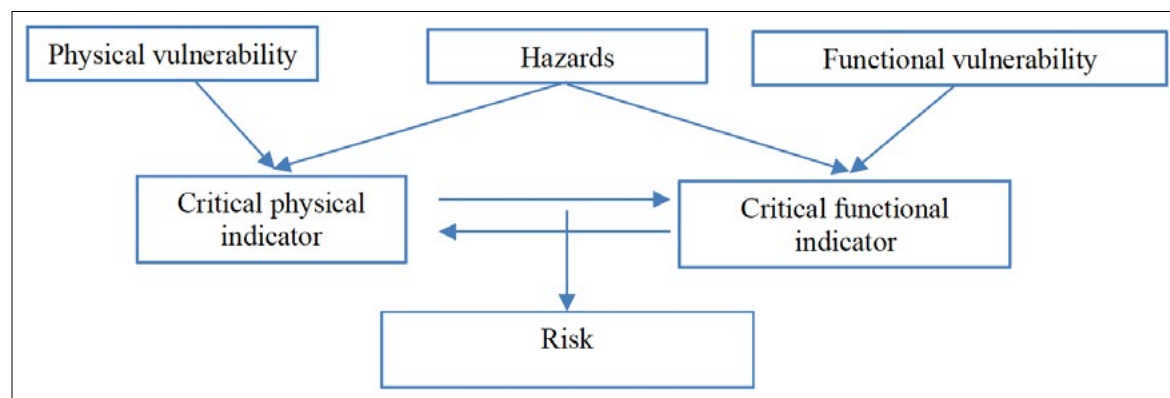 Physical vulnerability
Hazards
Functional vulnerability
Critical physical
indicator
Critical functional
indicator
Risk